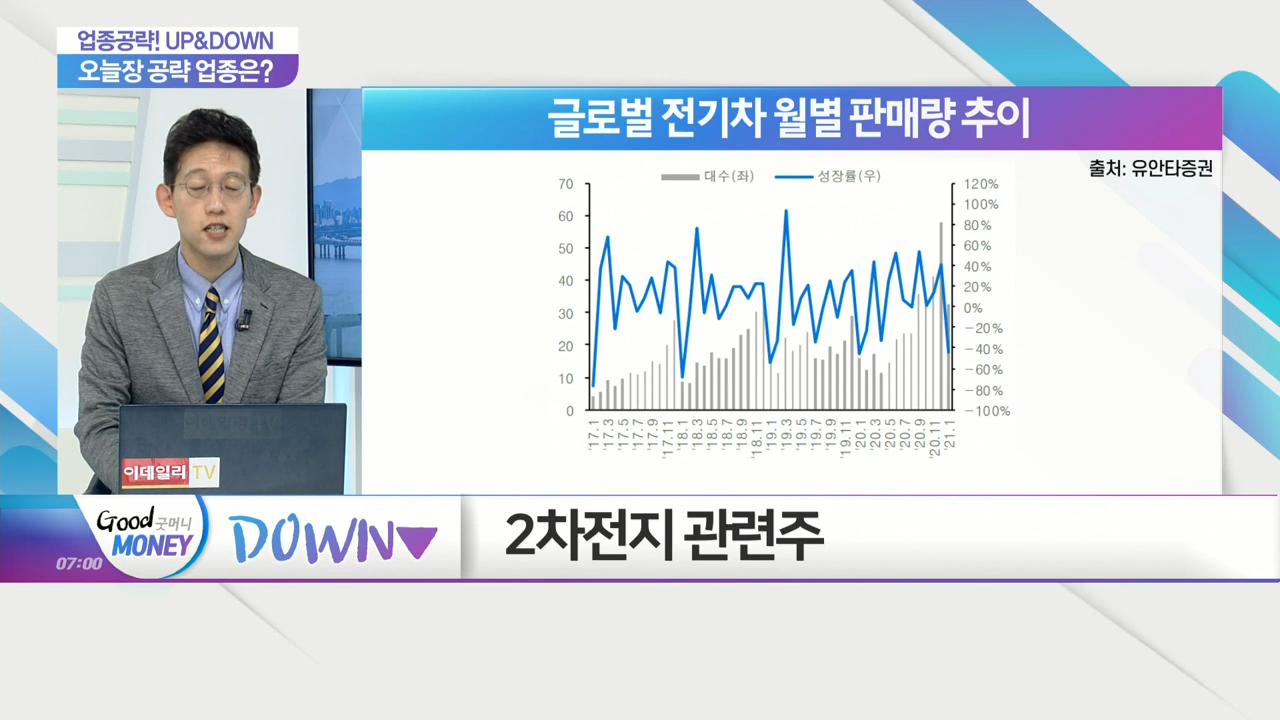 업종공략! UP&DOWN
오늘장 공략 업종은?
글로벌 전기차 월별 판매량 추이
출처: 유안타증권
대수(좌) 성장률(우)
70 120%
60 100%
50 80%
40 60%
30 40%
20 20%
10 0%
0 -20%
-40%
-60%
-80%
-100%
'17.1 '17.3 '17.5 '17.7 '17.9 '17.11 '18.1 '18.3 '18.5 '18.7 '18.9 '18.11 '19.1 '19.3 '19.5 '19.7 '19.9 '19.11 '20.1 '20.3 '20.5 '20.7 '20.9 '20.11 '21.1
이데일리 TV
Good 굿머니
MONEY
07:00
DOWN▼
2차전지 관련주